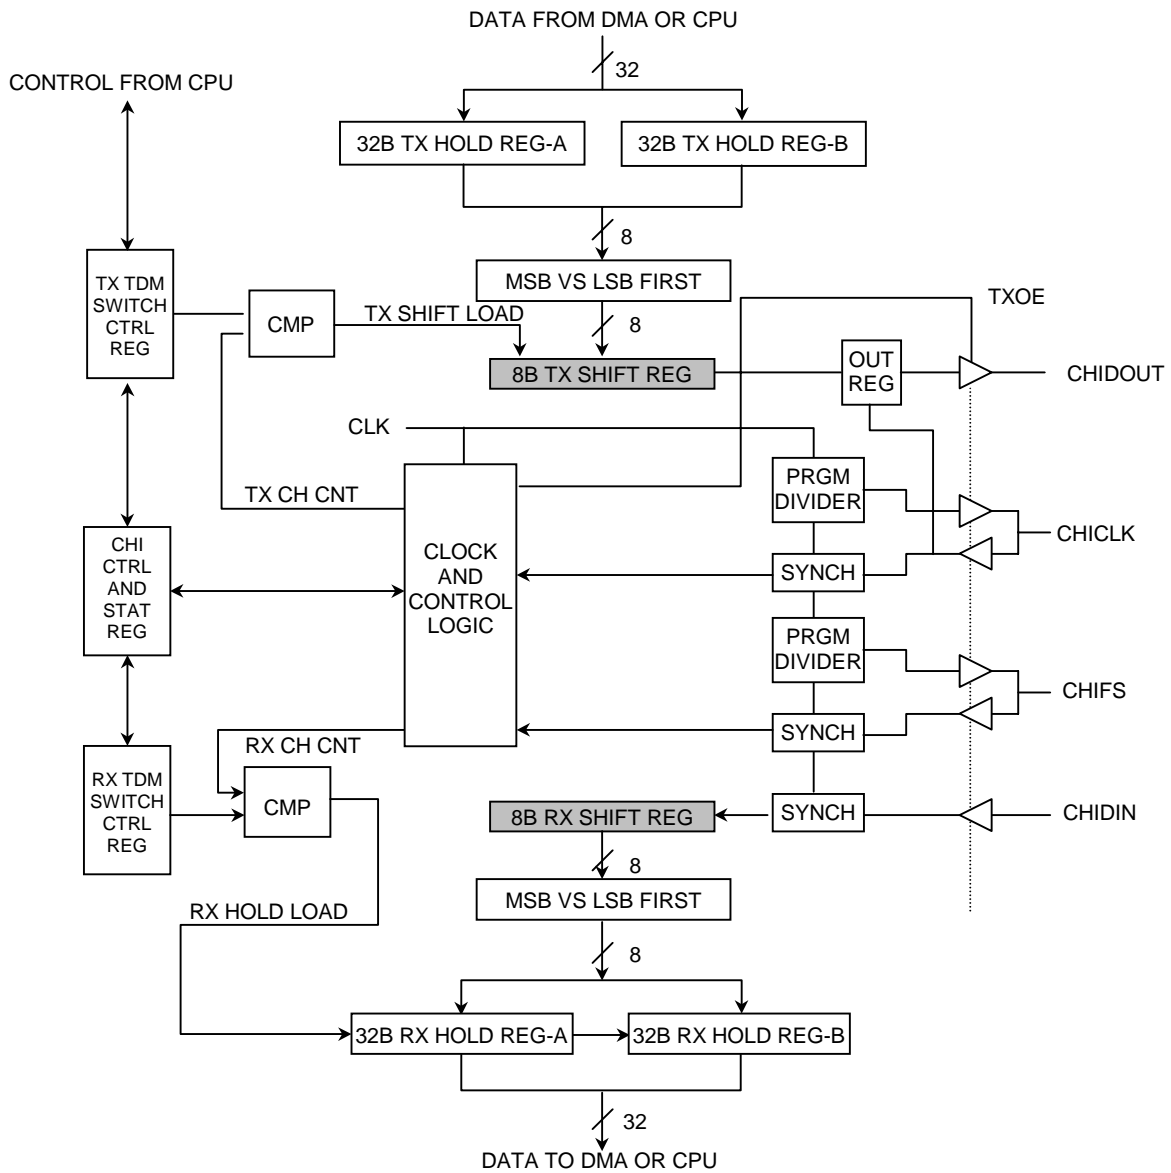 DATA FROM DMA OR CPU
32
CONTROL FROM CPU
32B TX HOLD REG-A
32B TX HOLD REG-B
8
TX TDM
SWITCH
CTRL
REG
MSB VS LSB FIRST
TXOE
CMP
TX SHIFT LOAD
8
8B TX SHIFT REG
OUT
REG
CHIDOUT
CLK
TX CH CNT
PRGM
DIVIDER
CHICLK
CHI
CTRL
AND
STAT
REG
CLOCK
AND
CONTROL
LOGIC
SYNCH
PRGM
DIVIDER
CHIFS
SYNCH
RX CH CNT
RX TDM
SWITCH
CTRL
REG
CMP
8B RX SHIFT REG
SYNCH
CHIDIN
8
MSB VS LSB FIRST
RX HOLD LOAD
8
32B RX HOLD REG-A
32B RX HOLD REG-B
32
DATA TO DMA OR CPU